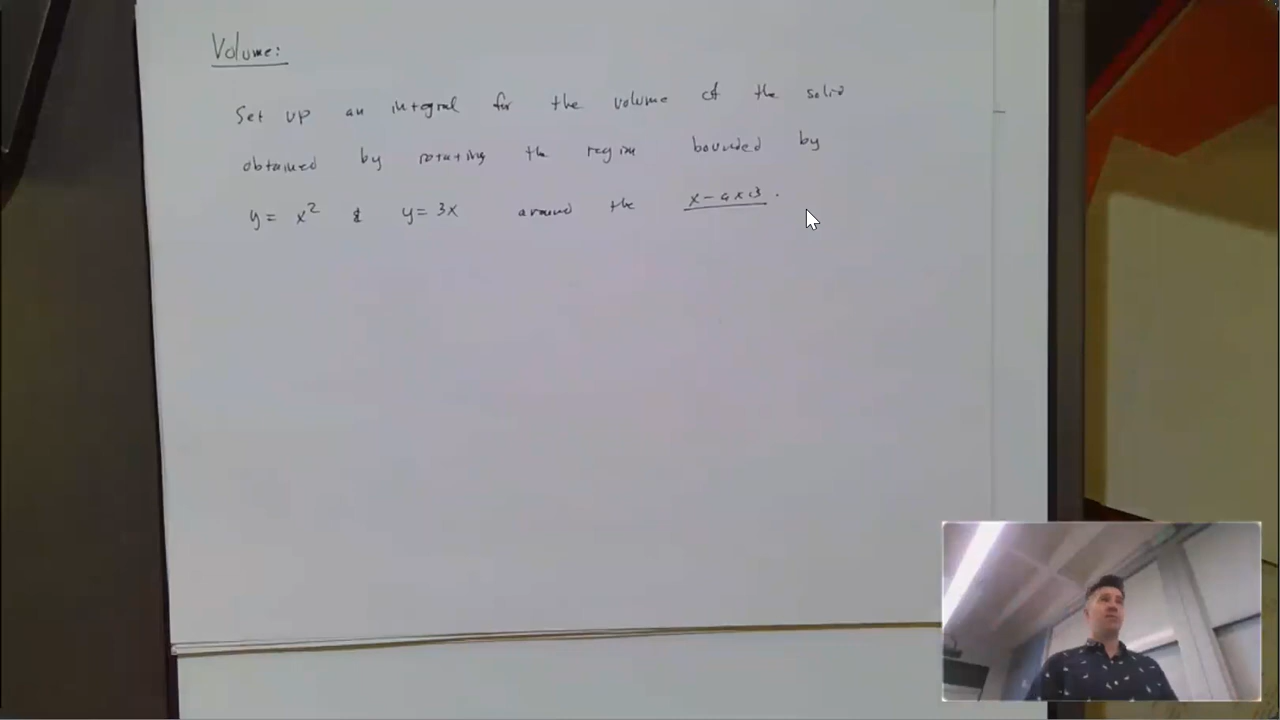 Volume:
Set up an integral for the volume of the solid
obtained by rotating the region bounded by
y = x² & y = 3x around the x-axis.